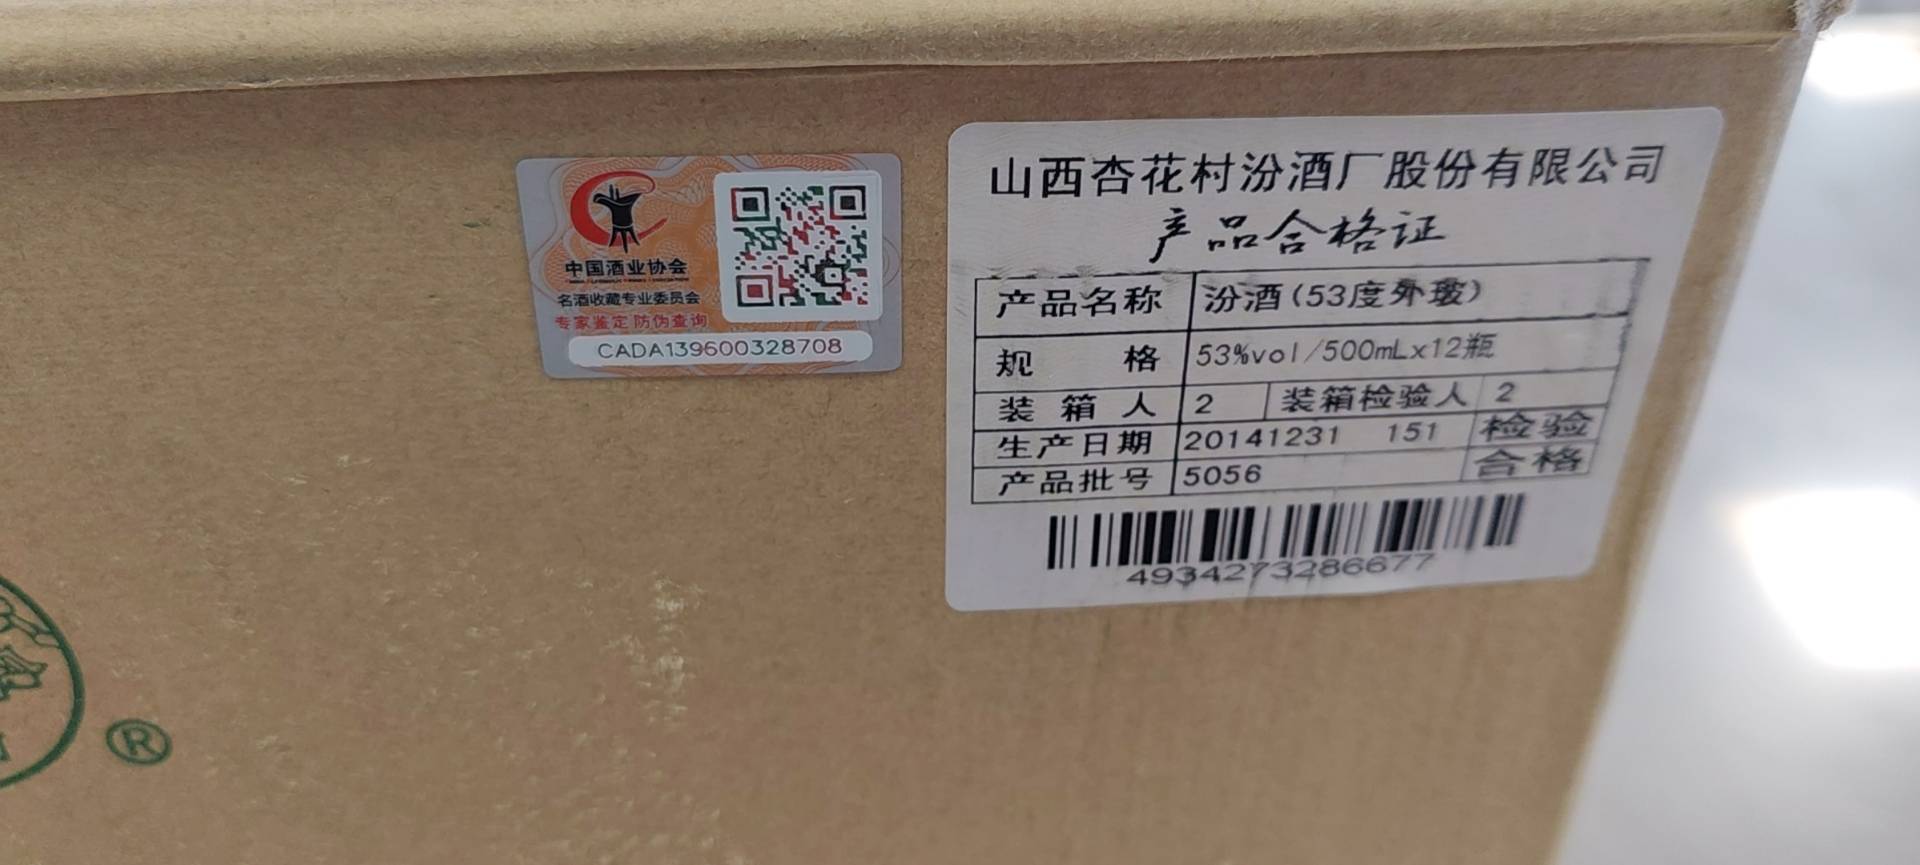 中国酒业协会
名酒收藏专业委员会
专家鉴定 防伪查询
CADA139600328708
山西杏花村汾酒厂股份有限公司
产品合格证
产品名称 汾酒(53度外玻)
规 格 53%vol/500mLx12瓶
装 箱 人 2 装箱检验人 2
生产日期 20141231 151 检验
产品批号 5056 合格
4934273286677
®